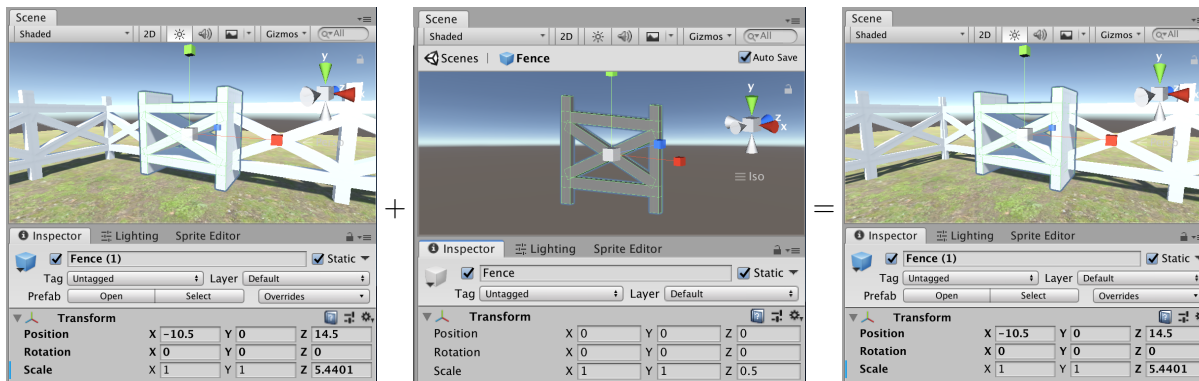 Scene
Shaded 2D Gizmos All
y
z
x
Inspector Lighting Sprite Editor
Fence (1) Static
Tag Untagged Layer Default
Prefab Open Select Overrides
Transform
Position X -10.5 Y 0 Z 14.5
Rotation X 0 Y 0 Z 0
Scale X 1 Y 1 Z 5.4401
+
Scene
Shaded 2D Gizmos All
Scenes | Fence Auto Save
y
z
x
Iso
Inspector Lighting Sprite Editor
Fence Static
Tag Untagged Layer Default
Transform
Position X 0 Y 0 Z 0
Rotation X 0 Y 0 Z 0
Scale X 1 Y 1 Z 0.5
=
Scene
Shaded 2D Gizmos All
y
z
x
Inspector Lighting Sprite Editor
Fence (1) Static
Tag Untagged Layer Default
Prefab Open Select Overrides
Transform
Position X -10.5 Y 0 Z 14.5
Rotation X 0 Y 0 Z 0
Scale X 1 Y 1 Z 5.4401